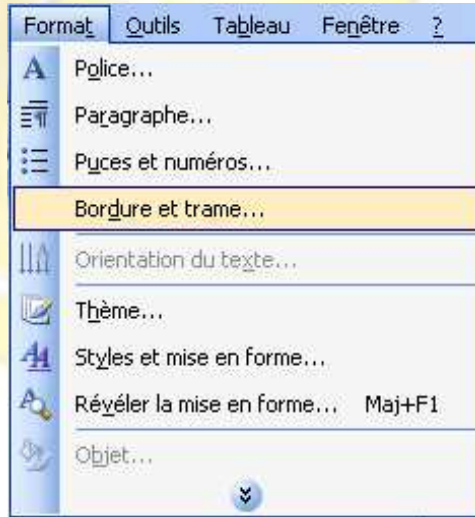 Format Outils Tableau Fenêtre ?
Police...
Paragraphe...
Puces et numéros...
Bordure et trame...
Orientation du texte...
Thème...
Styles et mise en forme...
Révéler la mise en forme... Maj+F1
Objet...